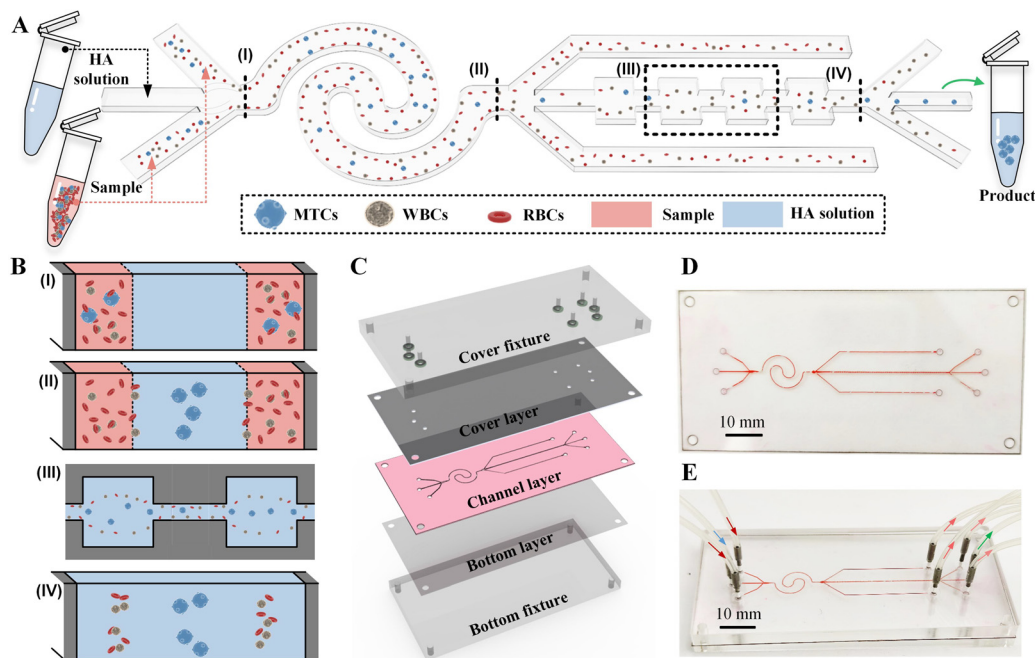 A
HA
solution
Sample
(I)
(II)
(III)
(IV)
Product
MTCs
WBCs
RBCs
Sample
HA solution
B
(I)
(II)
(III)
(IV)
C
Cover fixture
Cover layer
Channel layer
Bottom layer
Bottom fixture
D
10 mm
E
10 mm